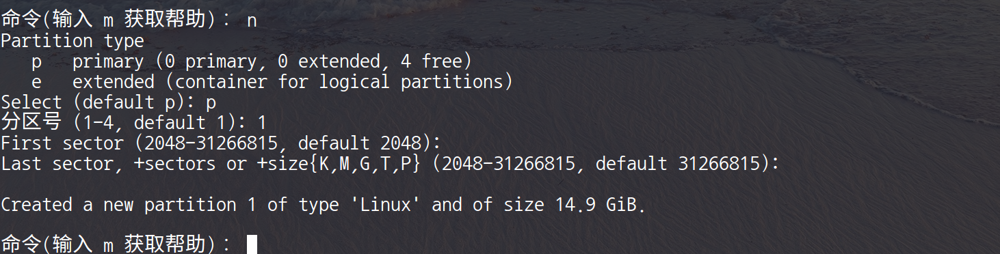 命令(输入 m 获取帮助)： n
Partition type
   p   primary (0 primary, 0 extended, 4 free)
   e   extended (container for logical partitions)
Select (default p): p
分区号 (1-4, default 1): 1
First sector (2048-31266815, default 2048):
Last sector, +sectors or +size{K,M,G,T,P} (2048-31266815, default 31266815):
Created a new partition 1 of type 'Linux' and of size 14.9 GiB.
命令(输入 m 获取帮助)：